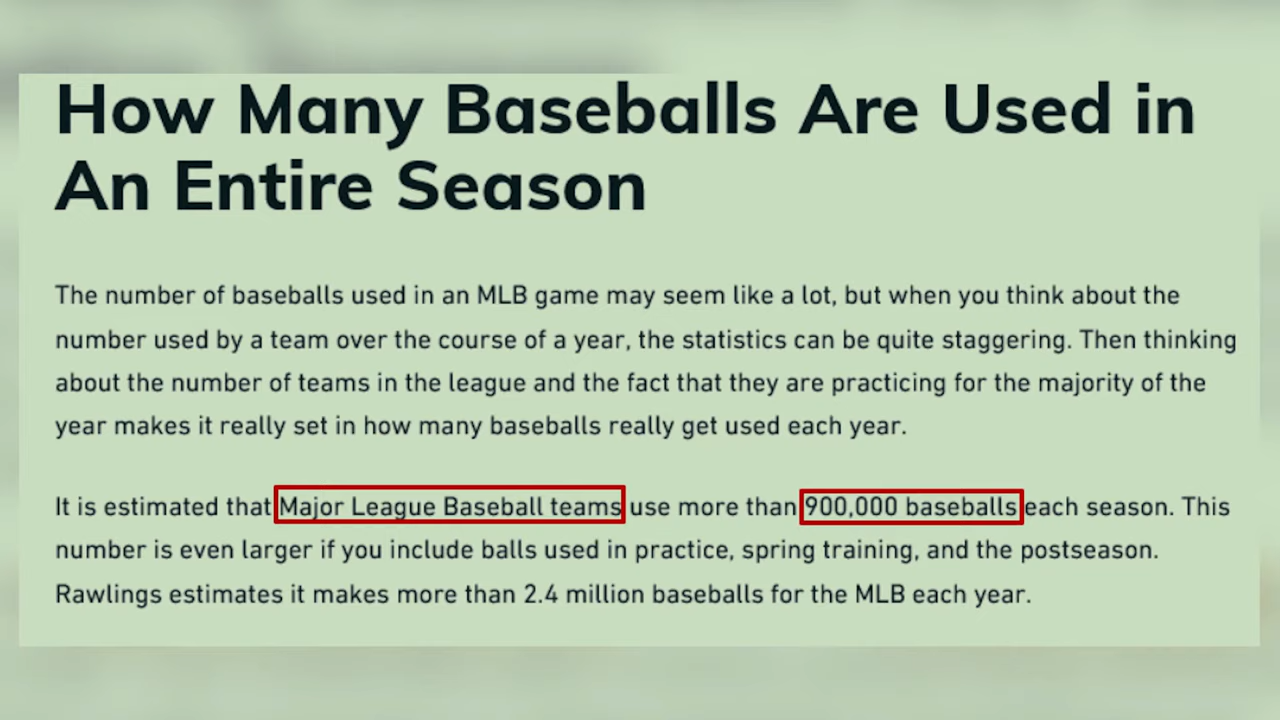 How Many Baseballs Are Used in
An Entire Season
The number of baseballs used in an MLB game may seem like a lot, but when you think about the
number used by a team over the course of a year, the statistics can be quite staggering. Then thinking
about the number of teams in the league and the fact that they are practicing for the majority of the
year makes it really set in how many baseballs really get used each year.
It is estimated that Major League Baseball teams use more than 900,000 baseballs each season. This
number is even larger if you include balls used in practice, spring training, and the postseason.
Rawlings estimates it makes more than 2.4 million baseballs for the MLB each year.